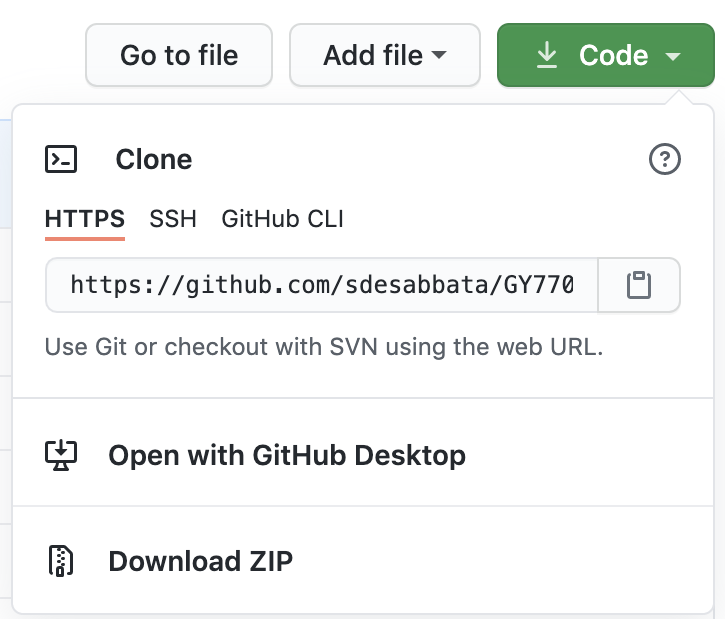 Go to file
Add file
Code
Clone
HTTPS SSH GitHub CLI
https://github.com/sdesabbata/GY770
Use Git or checkout with SVN using the web URL.
Open with GitHub Desktop
Download ZIP